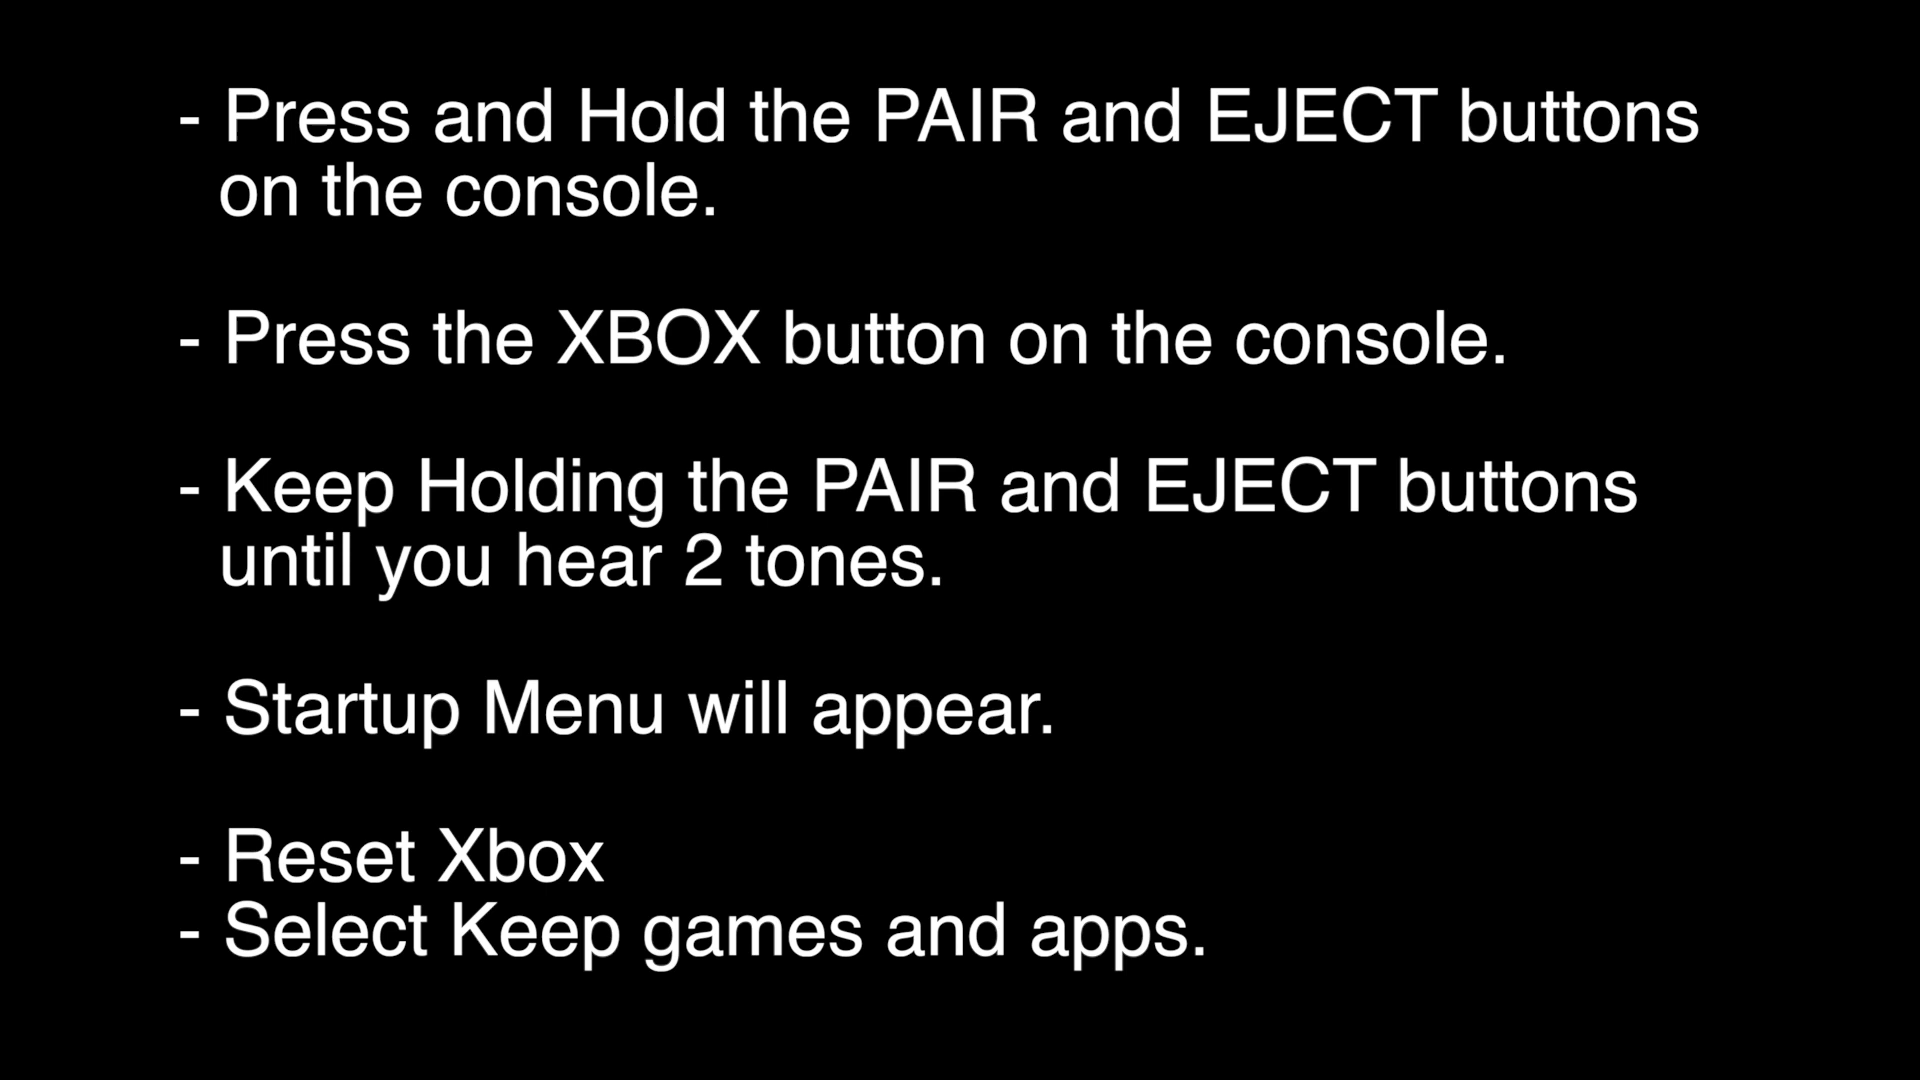 - Press and Hold the PAIR and EJECT buttons
on the console.
- Press the XBOX button on the console.
- Keep Holding the PAIR and EJECT buttons
until you hear 2 tones.
- Startup Menu will appear.
- Reset Xbox
- Select Keep games and apps.